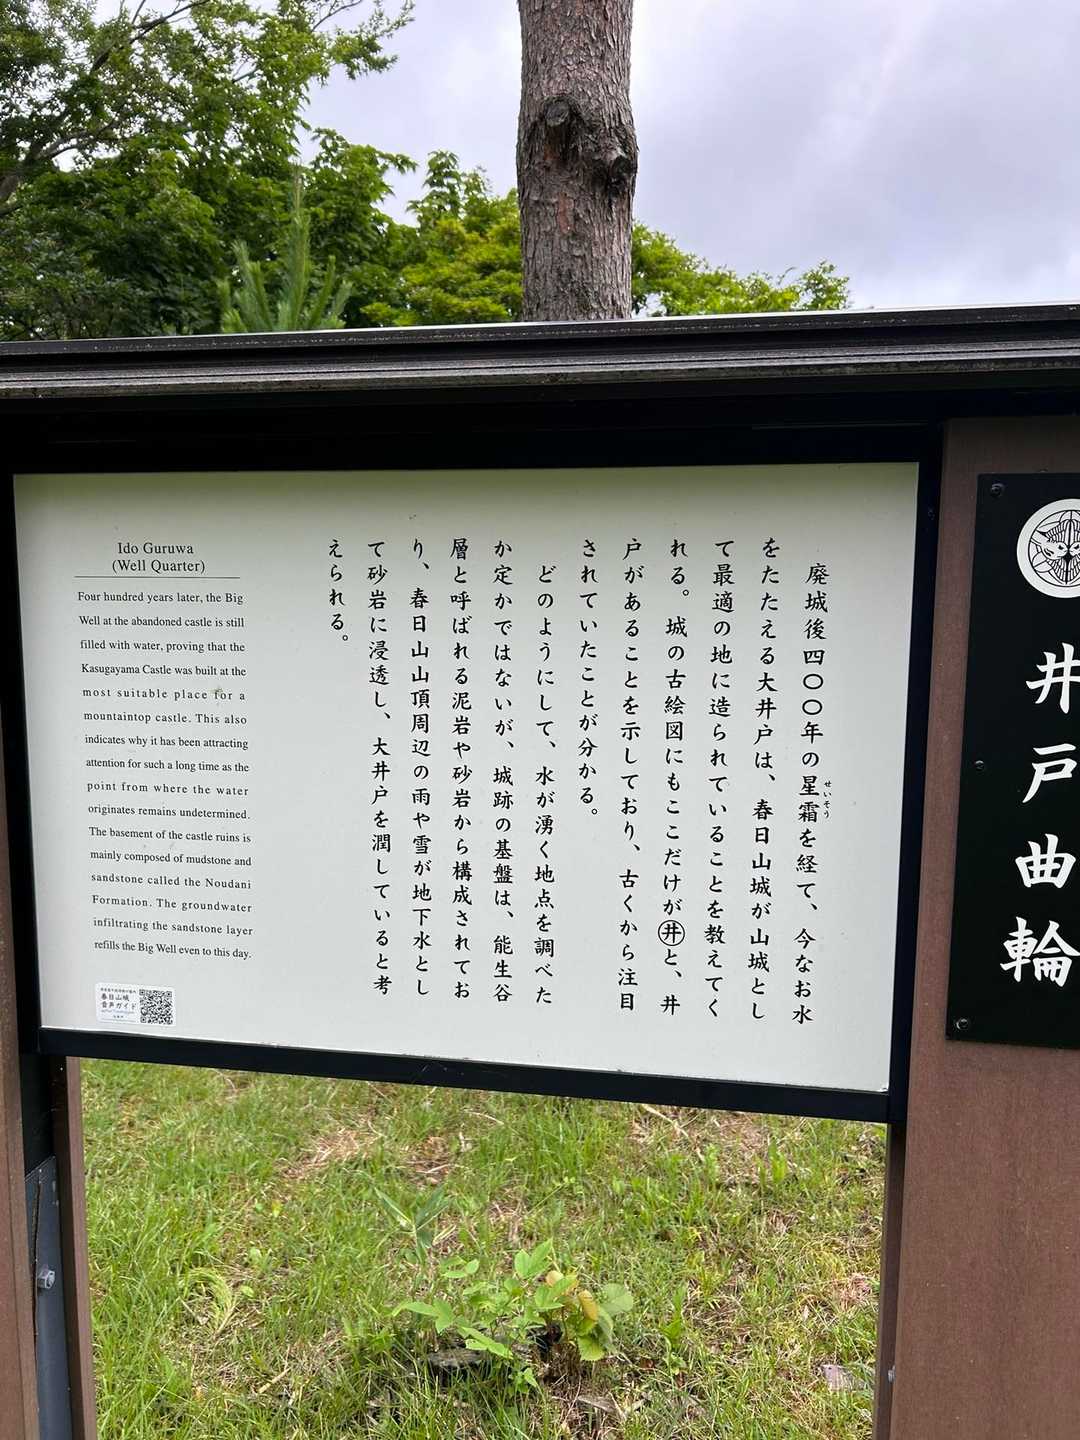 井戸曲輪
廃城後四〇〇年の星霜を経て、今なお水
せいそう
をたたえる大井戸は、春日山城が山城とし
て最適の地に造られていることを教えてく
れる。城の古絵図にもここだけが㊤井と、井
戸があることを示しており、古くから注目
されていたことが分かる。
どのようにして、水が湧く地点を調べた
か定かではないが、城跡の基盤は、能生谷
層と呼ばれる泥岩や砂岩から構成されてお
り、春日山山頂周辺の雨や雪が地下水とし
て砂岩に浸透し、大井戸を潤していると考
えられる。
Ido Guruwa
(Well Quarter)
Four hundred years later, the Big
Well at the abandoned castle is still
filled with water, proving that the
Kasugayama Castle was built at the
most suitable place for a
mountaintop castle. This also
indicates why it has been attracting
attention for such a long time as the
point from where the water
originates remains undetermined.
The basement of the castle ruins is
mainly composed of mudstone and
sandstone called the Noudani
Formation. The groundwater
infiltrating the sandstone layer
refills the Big Well even to this day.
春日山城
音声ガイド